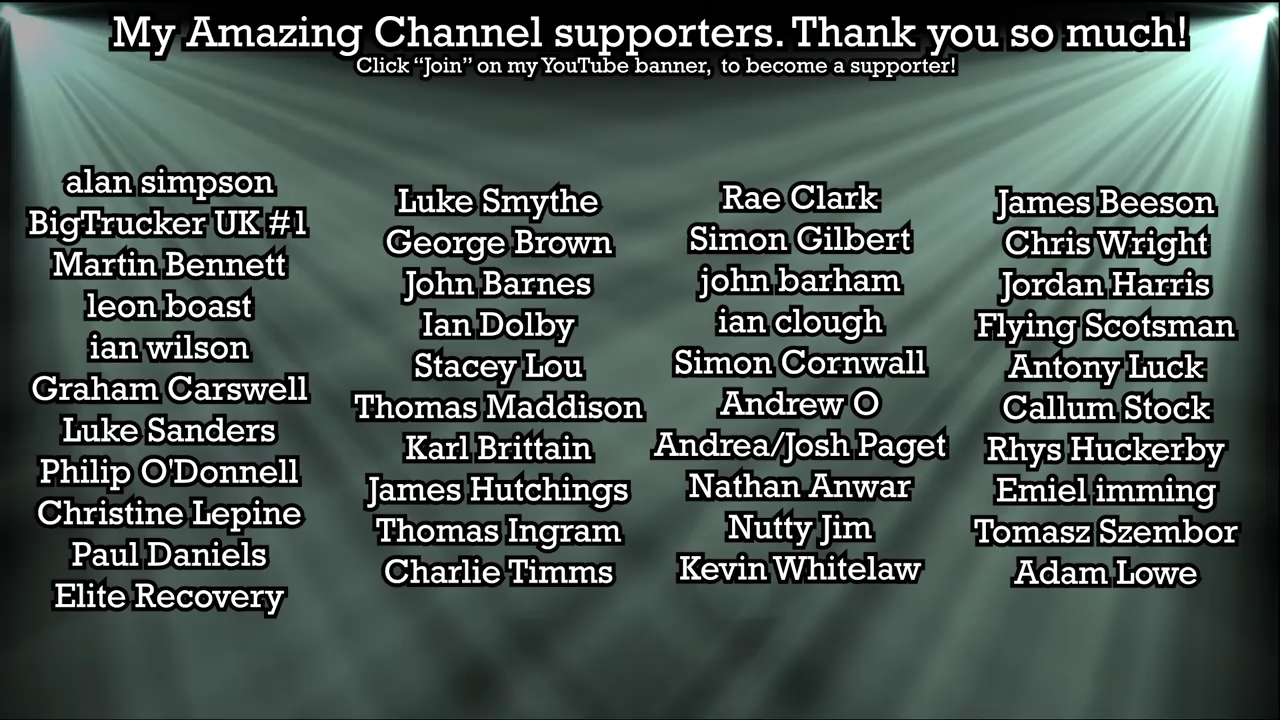 My Amazing Channel supporters. Thank you so much!
Click “Join” on my YouTube banner, to become a supporter!
alan simpson
BigTrucker UK #1
Martin Bennett
leon boast
ian wilson
Graham Carswell
Luke Sanders
Philip O'Donnell
Christine Lepine
Paul Daniels
Elite Recovery
Luke Smythe
George Brown
John Barnes
Ian Dolby
Stacey Lou
Thomas Maddison
Karl Brittain
James Hutchings
Thomas Ingram
Charlie Timms
Rae Clark
Simon Gilbert
john barham
ian clough
Simon Cornwall
Andrew O
Andrea/Josh Paget
Nathan Anwar
Nutty Jim
Kevin Whitelaw
James Beeson
Chris Wright
Jordan Harris
Flying Scotsman
Antony Luck
Callum Stock
Rhys Huckerby
Emiel imming
Tomasz Szembor
Adam Lowe